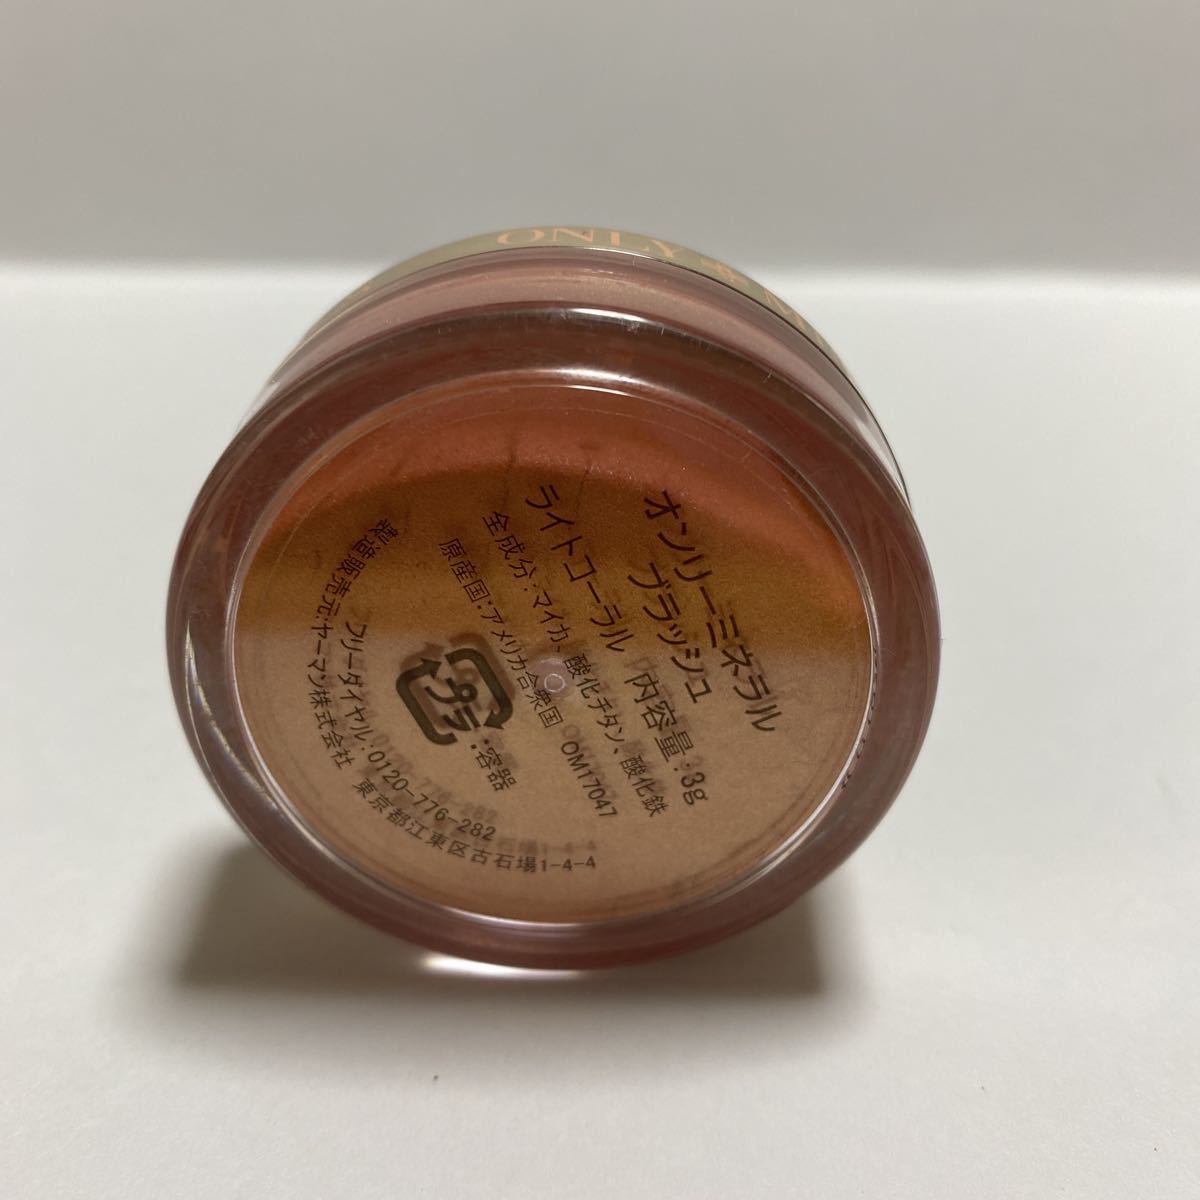 ONLY
オンリーミネラル
ブラッシュ
ライトコーラル 内容量:3g
全成分:マイカ、酸化チタン、酸化鉄
原産国:アメリカ合衆国 OM17047
プラ:容器
フリーダイヤル:0120-776-282
製造販売元:ヤーマン株式会社 東京都江東区古石場1-4-4